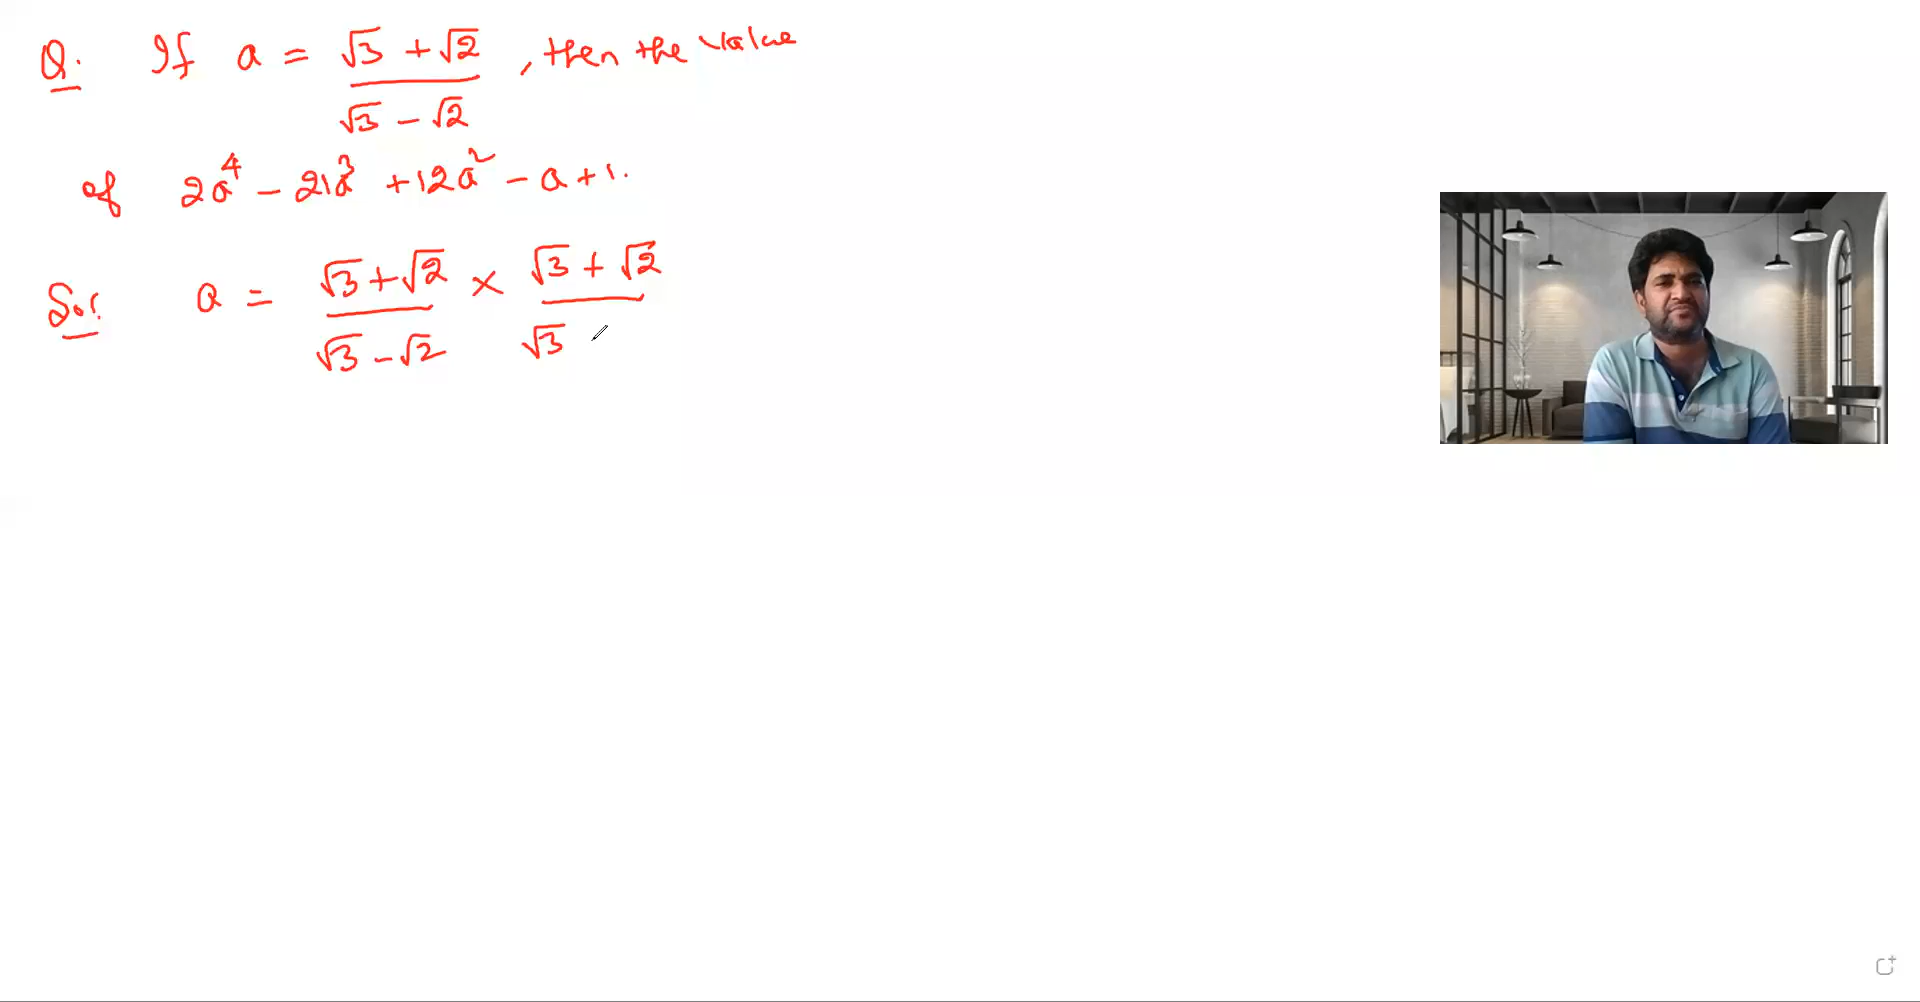 Q. If a = (√3 + √2) / (√3 − √2), then the value
of 2a⁴ − 21a³ + 12a² − a + 1.
Sol: a = (√3 + √2) / (√3 − √2) × (√3 + √2) / (√3